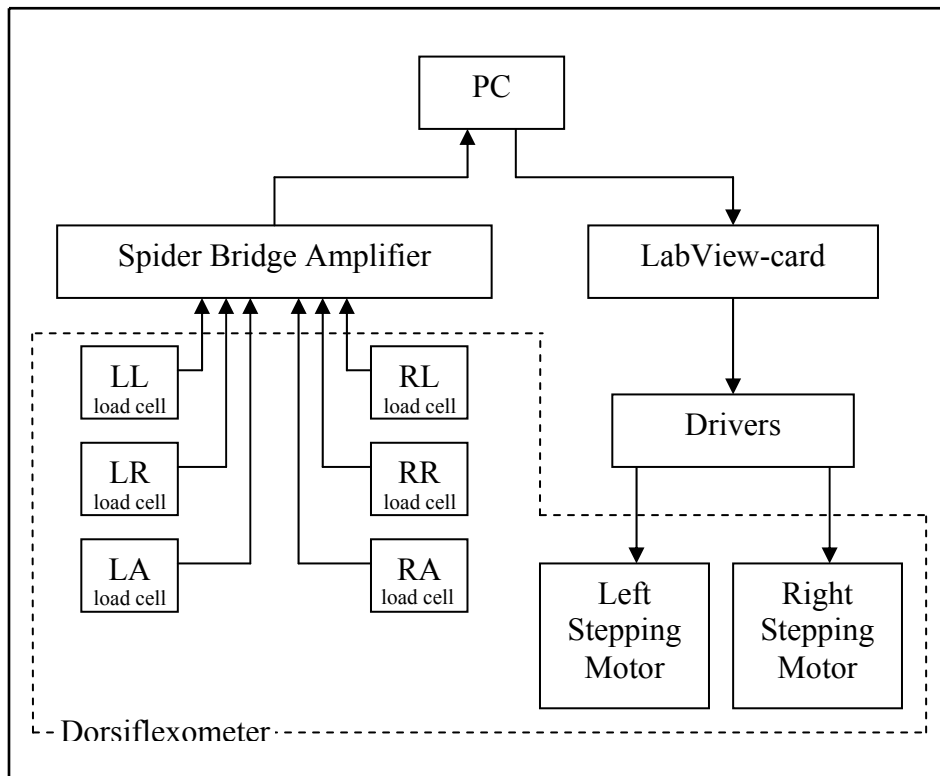 PC
Spider Bridge Amplifier
LabView-card
LL
load cell
RL
load cell
Drivers
LR
load cell
RR
load cell
LA
load cell
RA
load cell
Left
Stepping
Motor
Right
Stepping
Motor
Dorsiflexometer